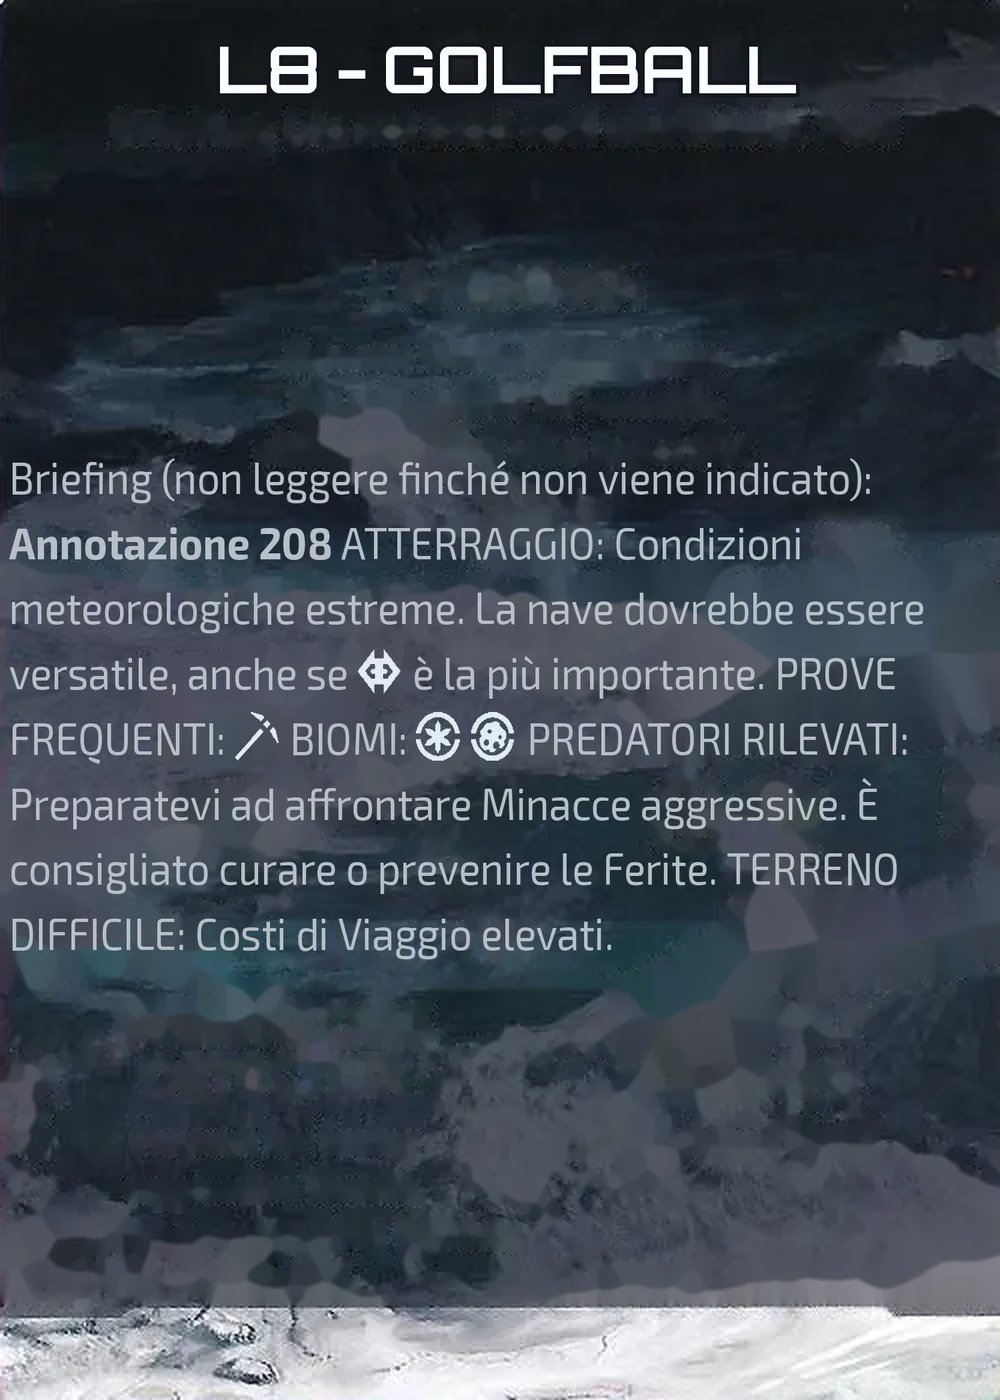 L8 - GOLFBALL
Briefing (non leggere finché non viene indicato):
Annotazione 208 ATTERRAGGIO: Condizioni
meteorologiche estreme. La nave dovrebbe essere
versatile, anche se è la più importante. PROVE
FREQUENTI: BIOMI: PREDATORI RILEVATI:
Preparatevi ad affrontare Minacce aggressive. È
consigliato curare o prevenire le Ferite. TERRENO
DIFFICILE: Costi di Viaggio elevati.